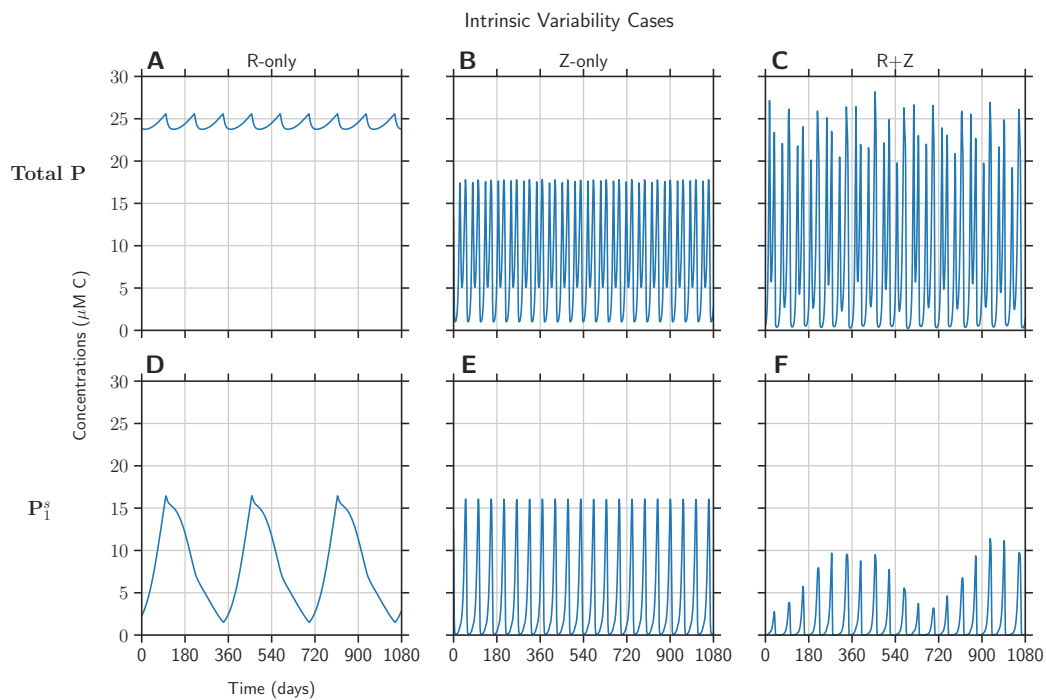 Intrinsic Variability Cases
A R-only
B Z-only
C R+Z
30
25
20
15
10
5
0
Total P
Concentrations (μM C)
D
E
F
30
25
20
15
10
5
0
P₁ˢ
0 180 360 540 720 900 1080
0 180 360 540 720 900 1080
0 180 360 540 720 900 1080
Time (days)